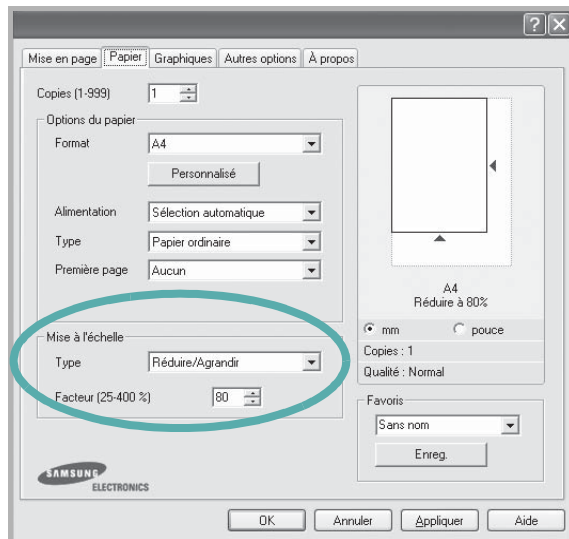 Mise en page Papier Graphiques Autres options À propos
Copies (1-999) 1
Options du papier
Format A4
Personnalisé
Alimentation Sélection automatique
Type Papier ordinaire
Première page Aucun
Mise à l'échelle
Type Réduire/Agrandir
Facteur (25-400 %) 80
SAMSUNG
ELECTRONICS
A4
Réduire à 80%
mm pouce
Copies : 1
Qualité : Normal
Favoris
Sans nom
Enreg.
OK Annuler Appliquer Aide